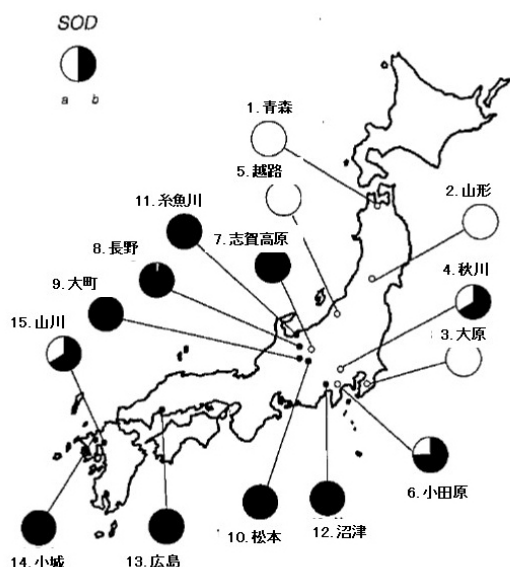 SOD
a b
1.青森
5.越路
2.山形
11.糸魚川
7.志賀高原
8.長野
4.秋川
9.大町
3.大原
15.山川
6.小田原
10.松本
12.沼津
14.小城
13.広島